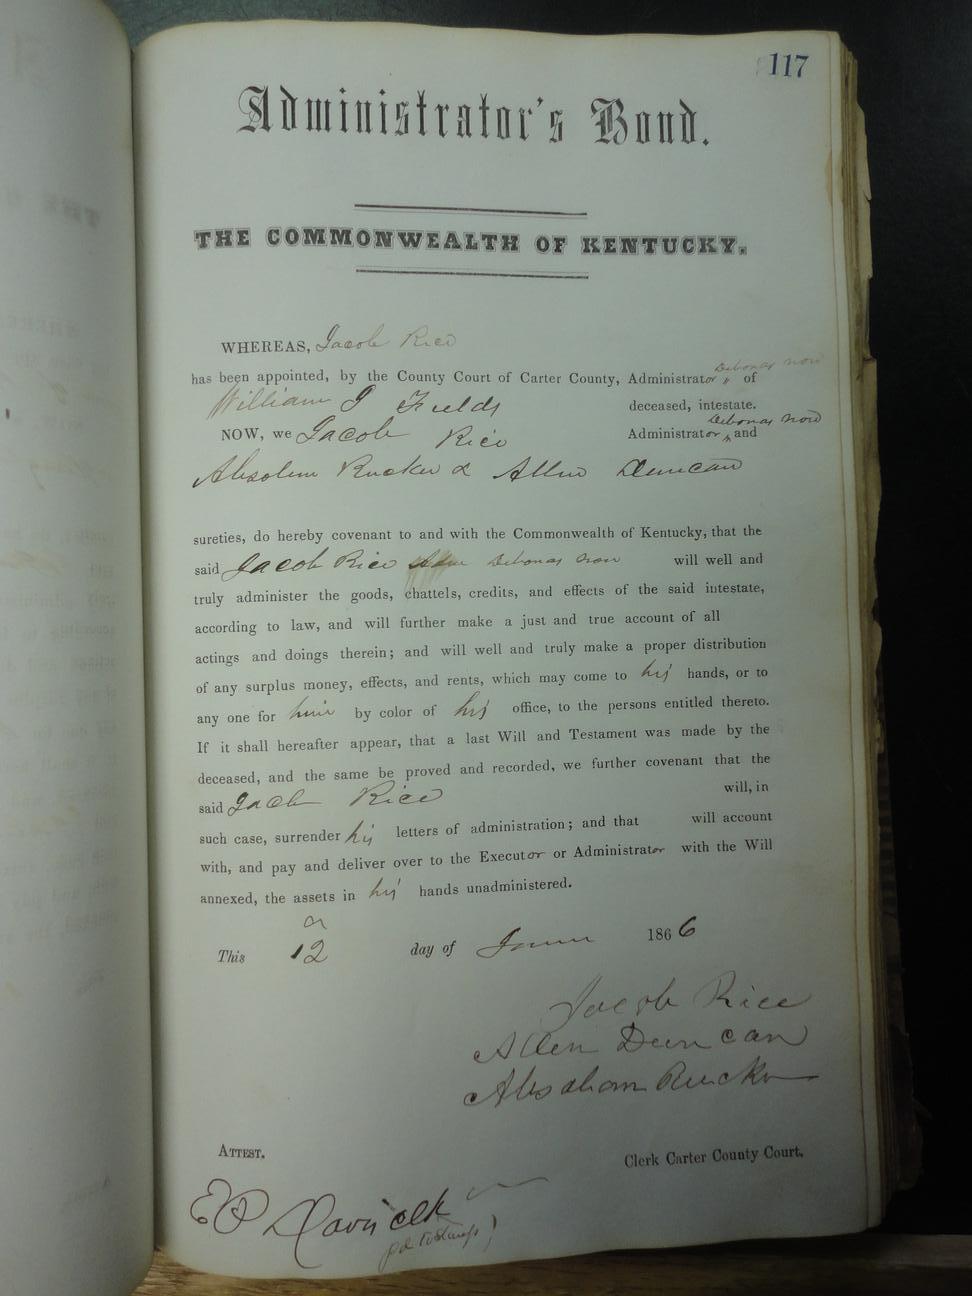 117
Administrator's Bond.
THE COMMONWEALTH OF KENTUCKY.
WHEREAS, Jacob Rice
Debonas non
has been appointed, by the County Court of Carter County, Administrator of
William J Fields deceased, intestate.
Debonas non
NOW, we Jacob Rice Administrator and
Absolem Rucker & Allen Duncan
sureties, do hereby covenant to and with the Commonwealth of Kentucky, that the
said Jacob Rice Adm Debonas non will well and
truly administer the goods, chattels, credits, and effects of the said intestate,
according to law, and will further make a just and true account of all
actings and doings therein; and will well and truly make a proper distribution
of any surplus money, effects, and rents, which may come to his hands, or to
any one for him by color of his office, to the persons entitled thereto.
If it shall hereafter appear, that a last Will and Testament was made by the
deceased, and the same be proved and recorded, we further covenant that the
said Jacob Rice will, in
such case, surrender his letters of administration; and that will account
with, and pay and deliver over to the Executor or Administrator with the Will
annexed, the assets in his hands unadministered.
This 12 day of 1866
Jacob Rice
Allen Duncan
Absaham Rucker
ATTEST.
Clerk Carter County Court.
Davis clk